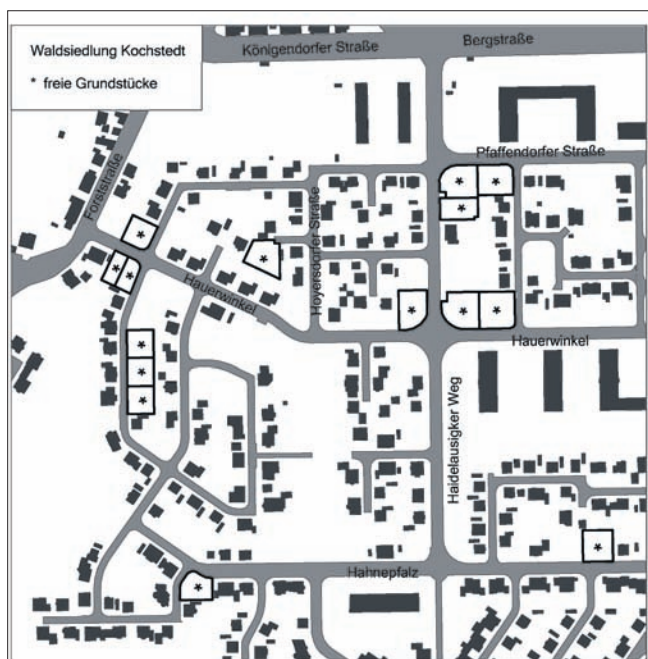 Waldsiedlung Kochstedt
* freie Grundstücke
Königendorfer Straße
Bergstraße
Pfaffendorfer Straße
Forststraße
Hoyersdorfer Straße
Hauerwinkel
Hauerwinkel
Haidelausigker Weg
Hahnepfalz